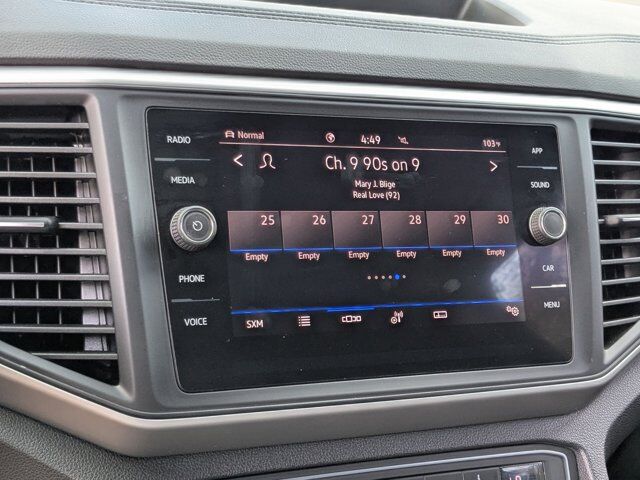 RADIO
MEDIA
PHONE
VOICE
Normal 4:49 103°F
Ch. 9 90s on 9
Mary J. Blige
Real Love (92)
25 26 27 28 29 30
Empty Empty Empty Empty Empty Empty
SXM
APP
SOUND
CAR
MENU